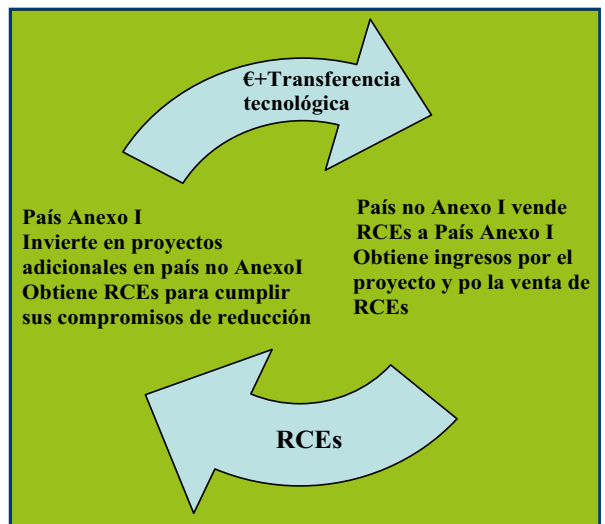 €+Transferencia
tecnológica
País Anexo I
Invierte en proyectos
adicionales en país no AnexoI
Obtiene RCEs para cumplir
sus compromisos de reducción
País no Anexo I vende
RCEs a País Anexo I
Obtiene ingresos por el
proyecto y po la venta de
RCEs
RCEs